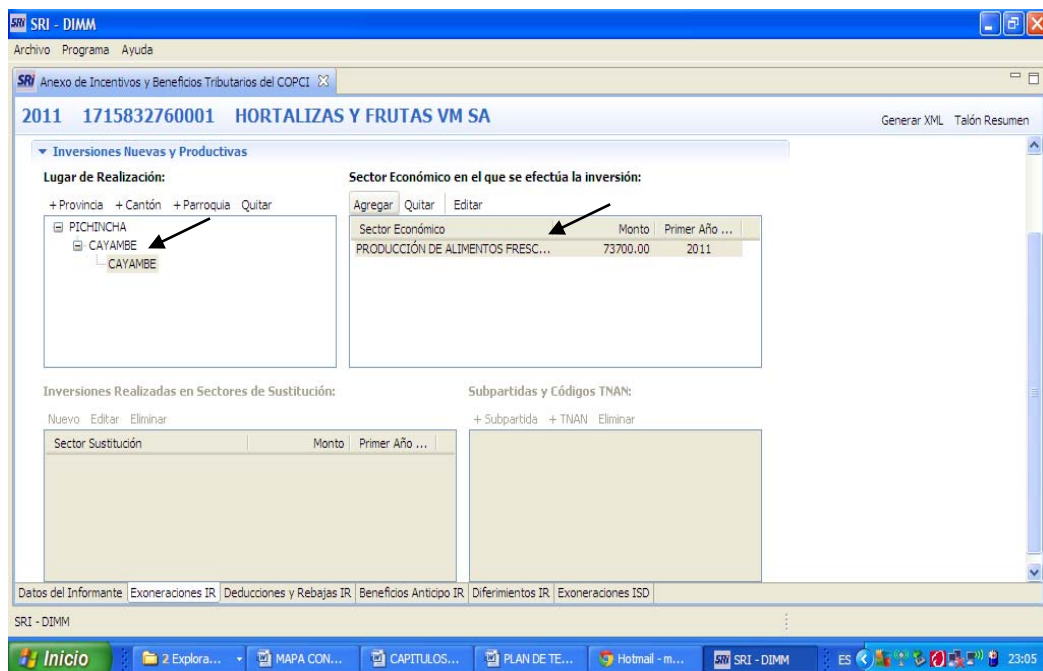 SRI SRI - DIMM
Archivo Programa Ayuda
SRI Anexo de Incentivos y Beneficios Tributarios del COPCI
2011 1715832760001 HORTALIZAS Y FRUTAS VM SA
Generar XML Talón Resumen
Inversiones Nuevas y Productivas
Lugar de Realización:
+ Provincia + Cantón + Parroquia Quitar
PICHINCHA
CAYAMBE
CAYAMBE
Sector Económico en el que se efectúa la inversión:
Agregar Quitar Editar
Sector Económico Monto Primer Año ...
PRODUCCIÓN DE ALIMENTOS FRESC... 73700.00 2011
Inversiones Realizadas en Sectores de Sustitución:
Nuevo Editar Eliminar
Sector Sustitución Monto Primer Año ...
Subpartidas y Códigos TNAN:
+ Subpartida + TNAN Eliminar
Datos del Informante Exoneraciones IR Deducciones y Rebajas IR Beneficios Anticipo IR Diferimientos IR Exoneraciones ISD
SRI - DIMM
Inicio 2 Explora... MAPA CON... CAPITULOS... PLAN DE TE... Hotmail - m... SRI SRI - DIMM ES 23:05